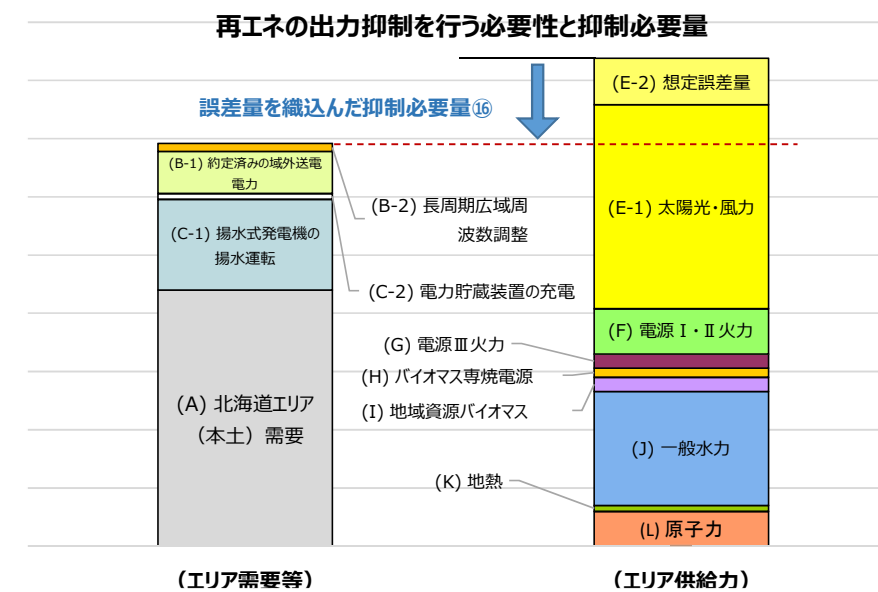 再エネの出力抑制を行う必要性と抑制必要量
誤差量を織込んだ抑制必要量⑯
(B-1) 約定済みの域外送電
電力
(C-1) 揚水式発電機の
揚水運転
(A) 北海道エリア
（本土）需要
(B-2) 長周期広域周
波数調整
(C-2) 電力貯蔵装置の充電
(G) 電源Ⅲ火力
(H) バイオマス専焼電源
(I) 地域資源バイオマス
(K) 地熱
(E-2) 想定誤差量
(E-1) 太陽光・風力
(F) 電源Ⅰ・Ⅱ火力
(J) 一般水力
(L) 原子力
（エリア需要等）
（エリア供給力）